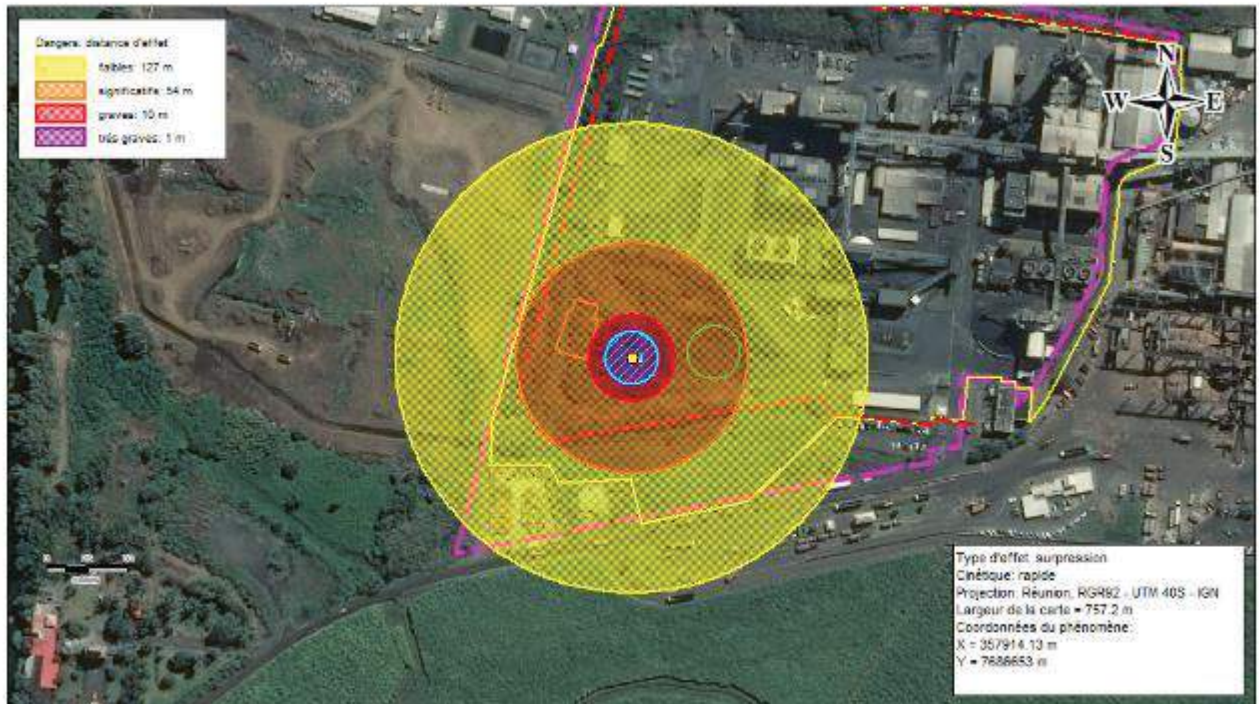 Dangers: distance d'effet
faibles: 127 m
significatifs: 54 m
graves: 10 m
très graves: 1 m
N
W E
S
Type d'effet: surpression
Cinétique: rapide
Projection: Réunion, RGR92 - UTM 40S - IGN
Largeur de la carte = 757.2 m
Coordonnées du phénomène:
X = 357914.13 m
Y = 7686653 m